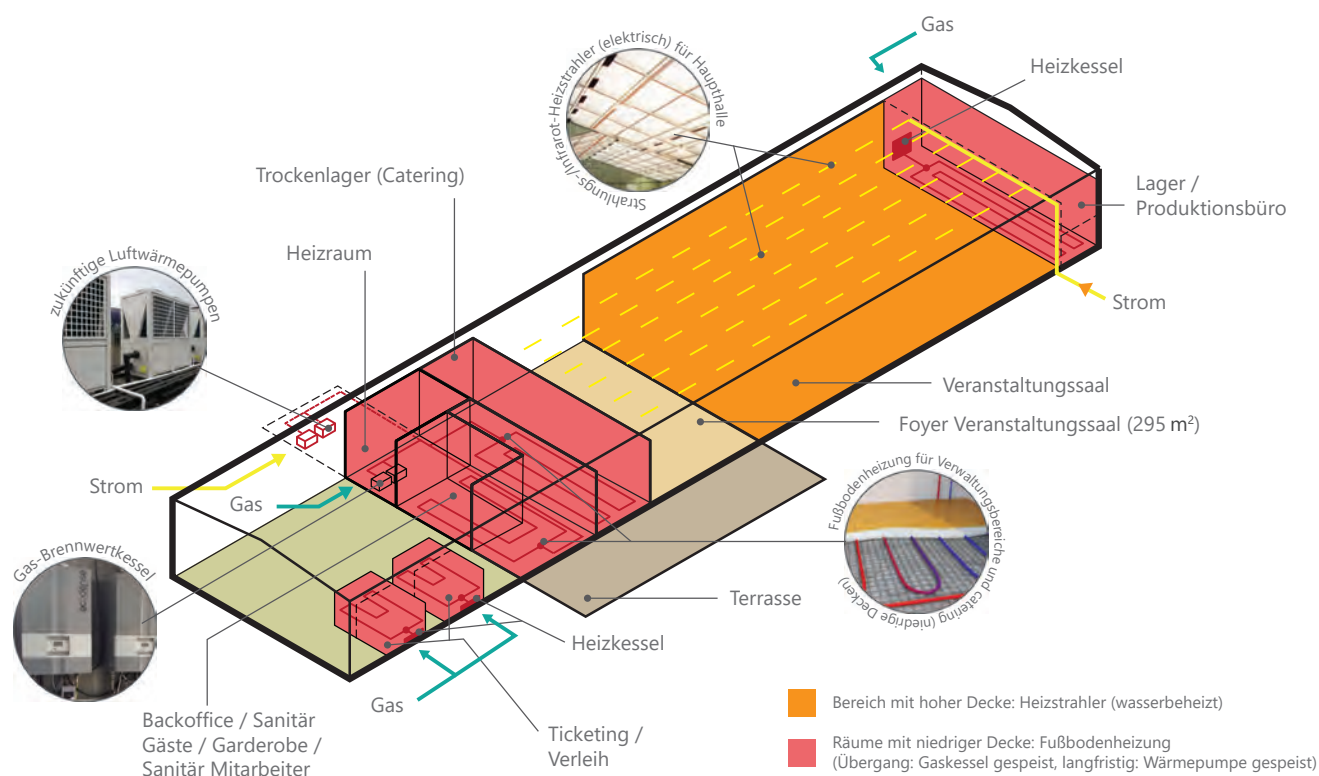 Gas
Heizkessel
Strahlungs-/Infrarot-Heizstrahler (elektrisch) für Haupthalle
Trockenlager (Catering)
Lager /
Produktionsbüro
Heizraum
zukünftige Luftwärmepumpen
Strom
Veranstaltungssaal
Foyer Veranstaltungssaal (295 m²)
Strom
Gas
Fußbodenheizung für Verwaltungsbereiche und catering (niedrige Decken)
Gas-Brennwertkessel
Terrasse
Heizkessel
Gas
Backoffice / Sanitär
Gäste / Garderobe /
Sanitär Mitarbeiter
Ticketing /
Verleih
Bereich mit hoher Decke: Heizstrahler (wasserbeheizt)
Räume mit niedriger Decke: Fußbodenheizung
(Übergang: Gaskessel gespeist, langfristig: Wärmepumpe gespeist)